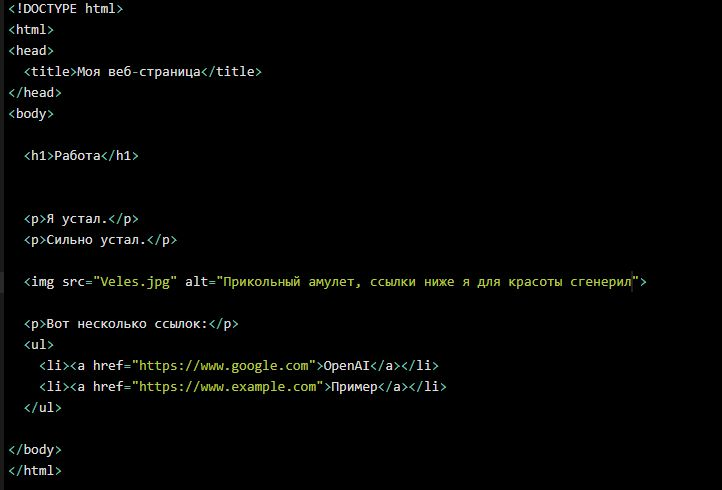 <!DOCTYPE html>
<html>
<head>
<title>Моя веб-страница</title>
</head>
<body>
<h1>Работа</h1>
<p>Я устал.</p>
<p>Сильно устал.</p>
<img src="Veles.jpg" alt="Прикольный амулет, ссылки ниже я для красоты сгенерил">
<p>Вот несколько ссылок:</p>
<ul>
<li><a href="https://www.google.com">OpenAI</a></li>
<li><a href="https://www.example.com">Пример</a></li>
</ul>
</body>
</html>